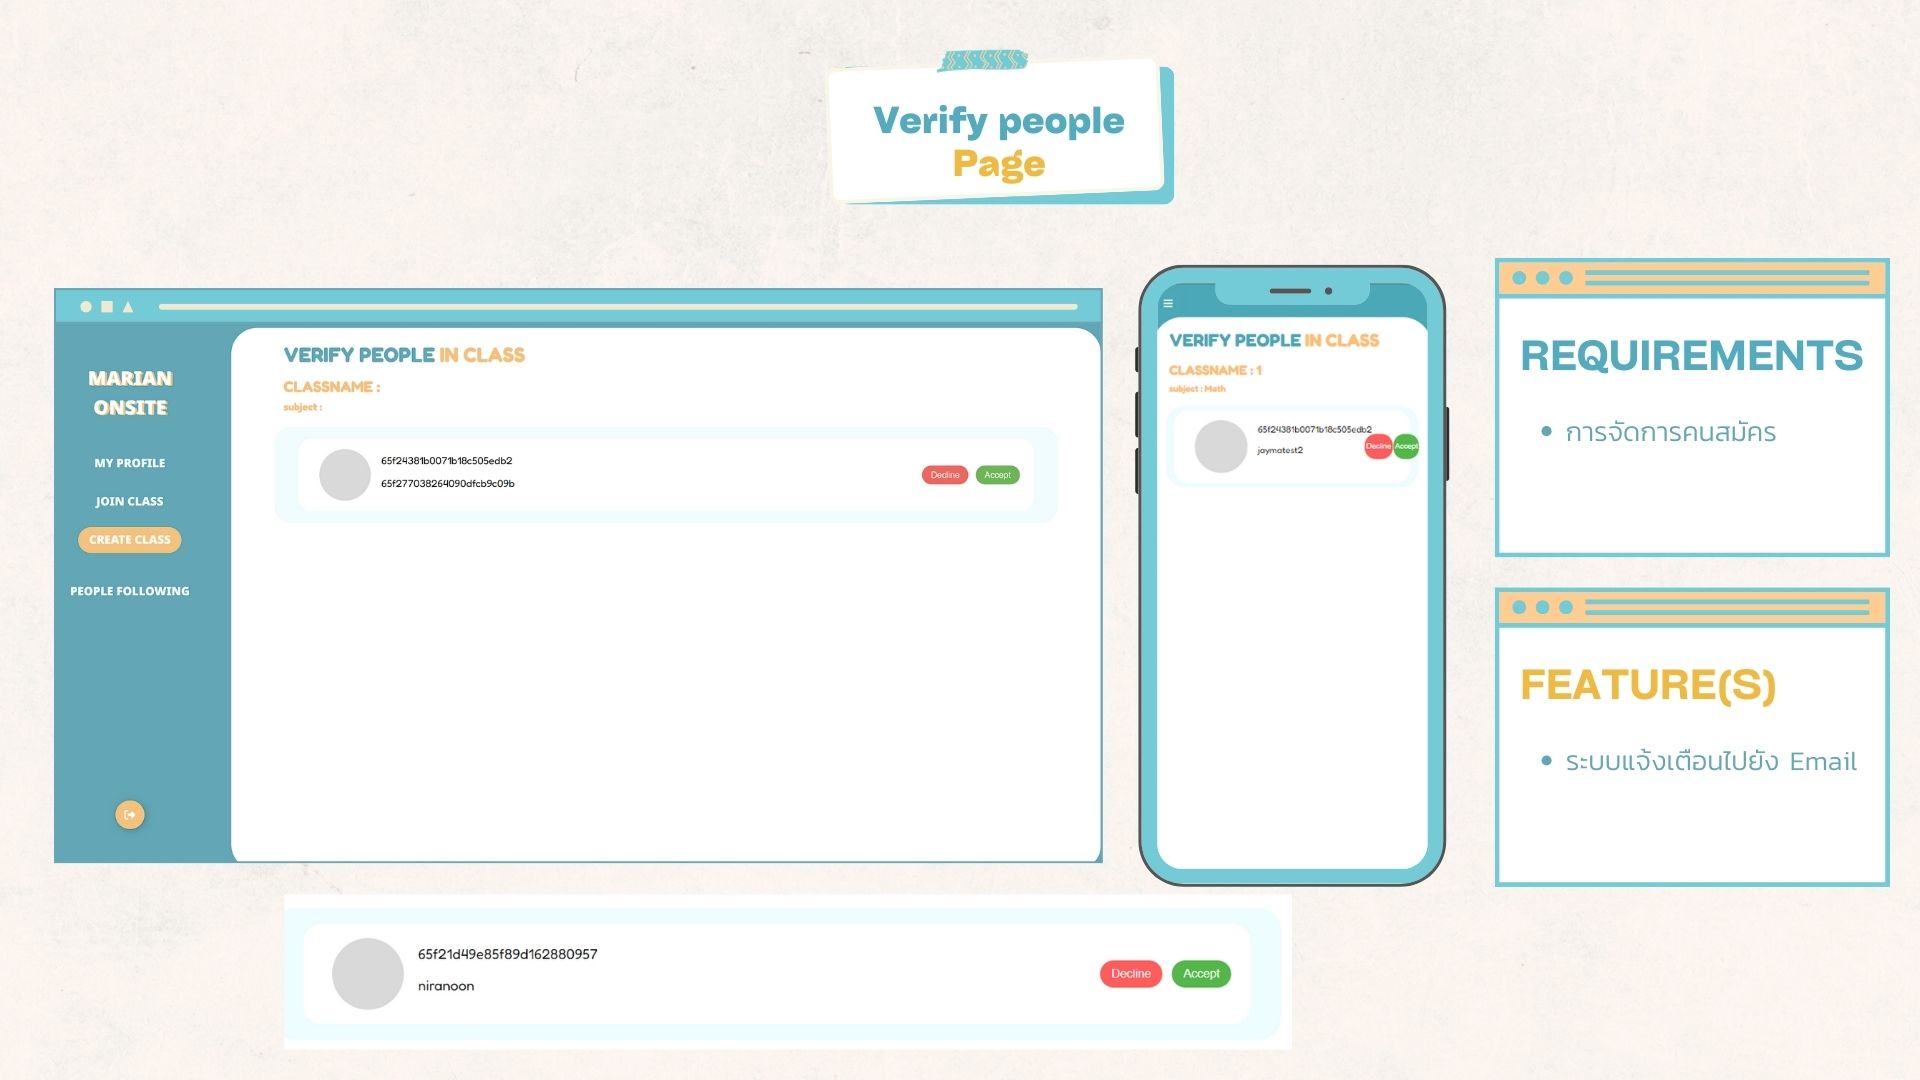 Verify people
Page
MARIAN
ONSITE
MY PROFILE
JOIN CLASS
CREATE CLASS
PEOPLE FOLLOWING
VERIFY PEOPLE IN CLASS
CLASSNAME :
subject :
65f24381b0071b18c505edb2
65f277038264090dfcb9c09b
Decline
Accept
VERIFY PEOPLE IN CLASS
CLASSNAME : 1
subject : Math
65f24381b0071b18c505edb2
jaymatest2
Decline
Accept
REQUIREMENTS
• การจัดการคนสมัคร
FEATURE(S)
• ระบบแจ้งเตือนไปยัง Email
65f21d49e85f89d162880957
niranoon
Decline
Accept